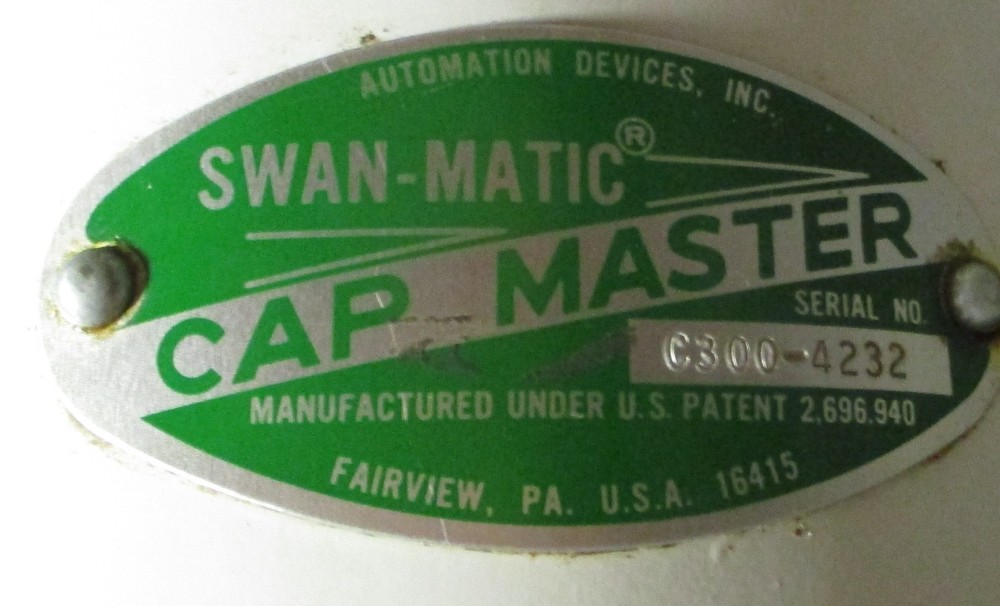 AUTOMATION DEVICES, INC.
SWAN-MATIC®
CAP MASTER
SERIAL NO.
C300-4232
MANUFACTURED UNDER U.S. PATENT 2,696,940
FAIRVIEW, PA. U.S.A. 16415